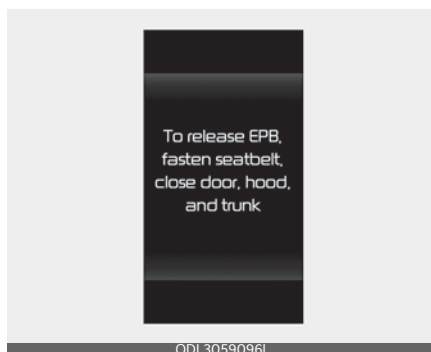 To release EPB,
fasten seatbelt,
close door, hood,
and trunk
ODL3059096L